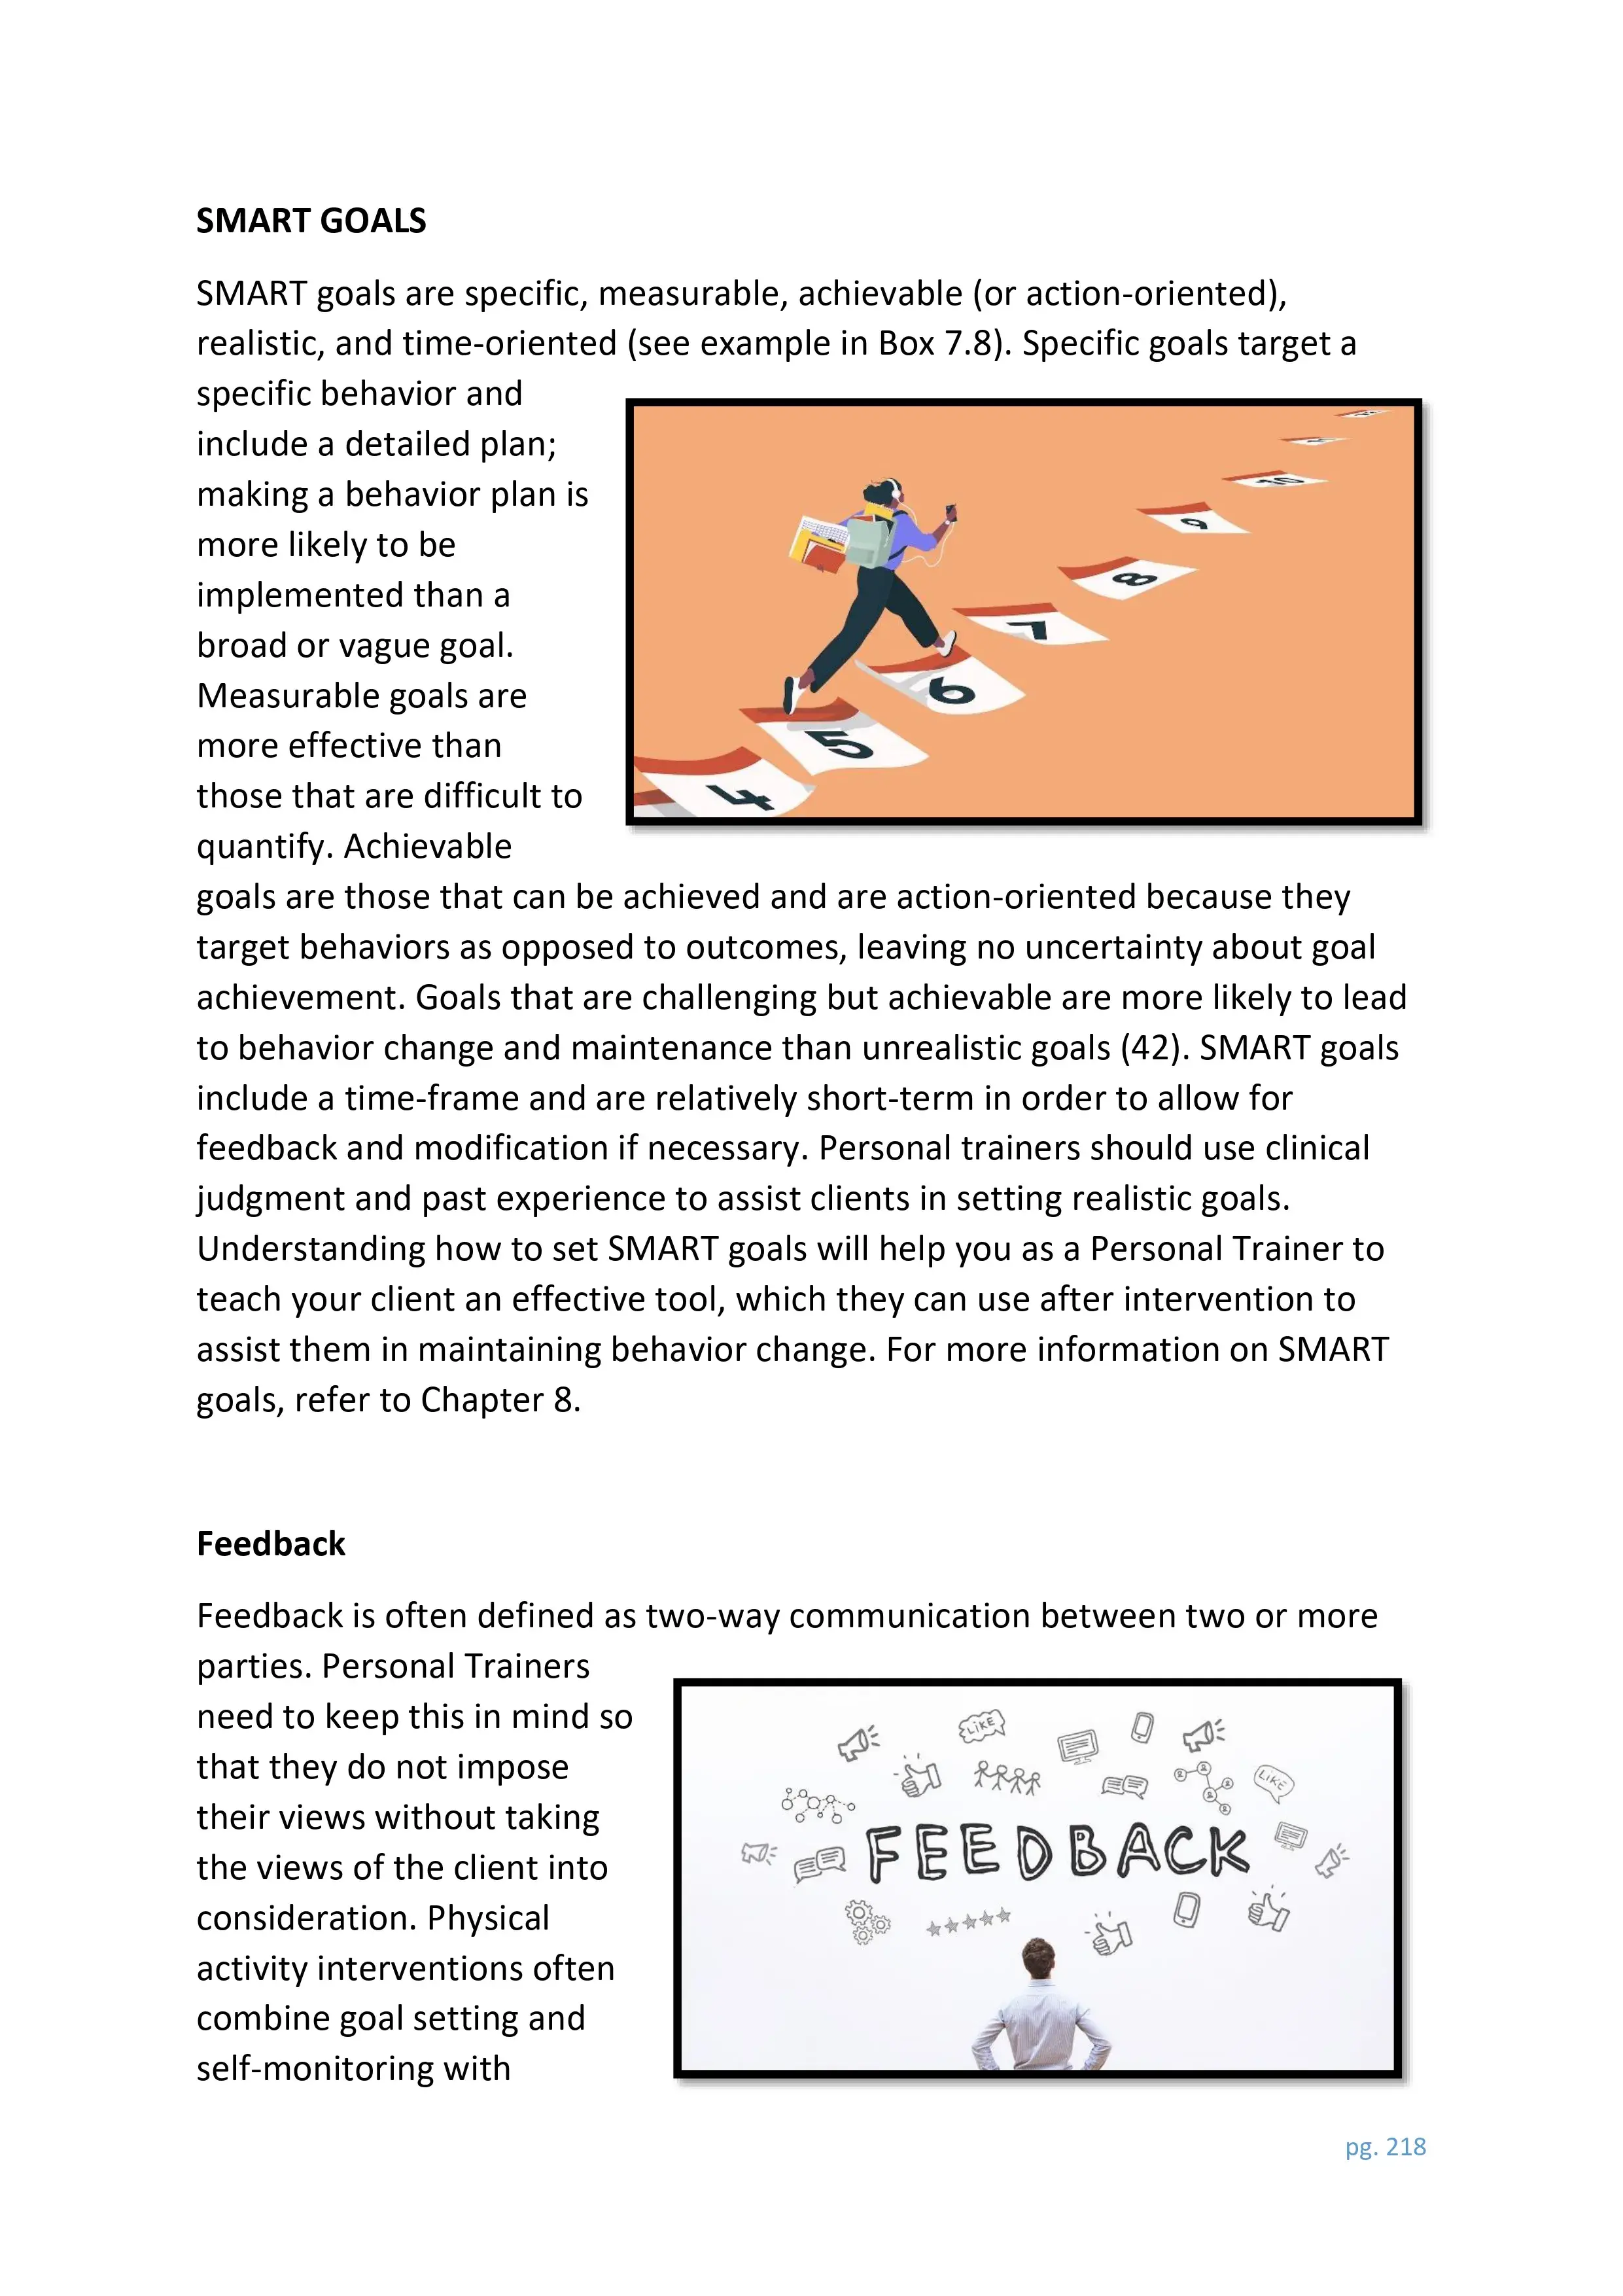 SMART GOALS
SMART goals are specific, measurable, achievable (or action-oriented),
realistic, and time-oriented (see example in Box 7.8). Specific goals target a
specific behavior and
include a detailed plan;
making a behavior plan is
more likely to be
implemented than a
broad or vague goal.
Measurable goals are
more effective than
those that are difficult to
quantify. Achievable
10
9
8
7
6
5
4
goals are those that can be achieved and are action-oriented because they
target behaviors as opposed to outcomes, leaving no uncertainty about goal
achievement. Goals that are challenging but achievable are more likely to lead
to behavior change and maintenance than unrealistic goals (42). SMART goals
include a time-frame and are relatively short-term in order to allow for
feedback and modification if necessary. Personal trainers should use clinical
judgment and past experience to assist clients in setting realistic goals.
Understanding how to set SMART goals will help you as a Personal Trainer to
teach your client an effective tool, which they can use after intervention to
assist them in maintaining behavior change. For more information on SMART
goals, refer to Chapter 8.
Feedback
Feedback is often defined as two-way communication between two or more
parties. Personal Trainers
need to keep this in mind so
that they do not impose
their views without taking
the views of the client into
consideration. Physical
activity interventions often
combine goal setting and
self-monitoring with
LIKE
LIKE
FEEDBACK
pg. 218